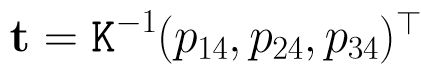 𝐭 = 𝙺⁻¹(p₁₄, p₂₄, p₃₄)^⊤